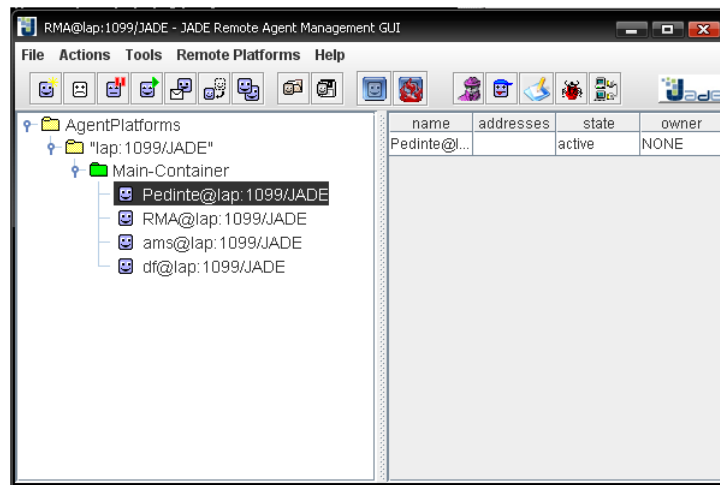 RMA@lap:1099/JADE - JADE Remote Agent Management GUI
File Actions Tools Remote Platforms Help
Jade
AgentPlatforms
"lap:1099/JADE"
Main-Container
Pedinte@lap:1099/JADE
RMA@lap:1099/JADE
ams@lap:1099/JADE
df@lap:1099/JADE
name addresses state owner
Pedinte@l... active NONE